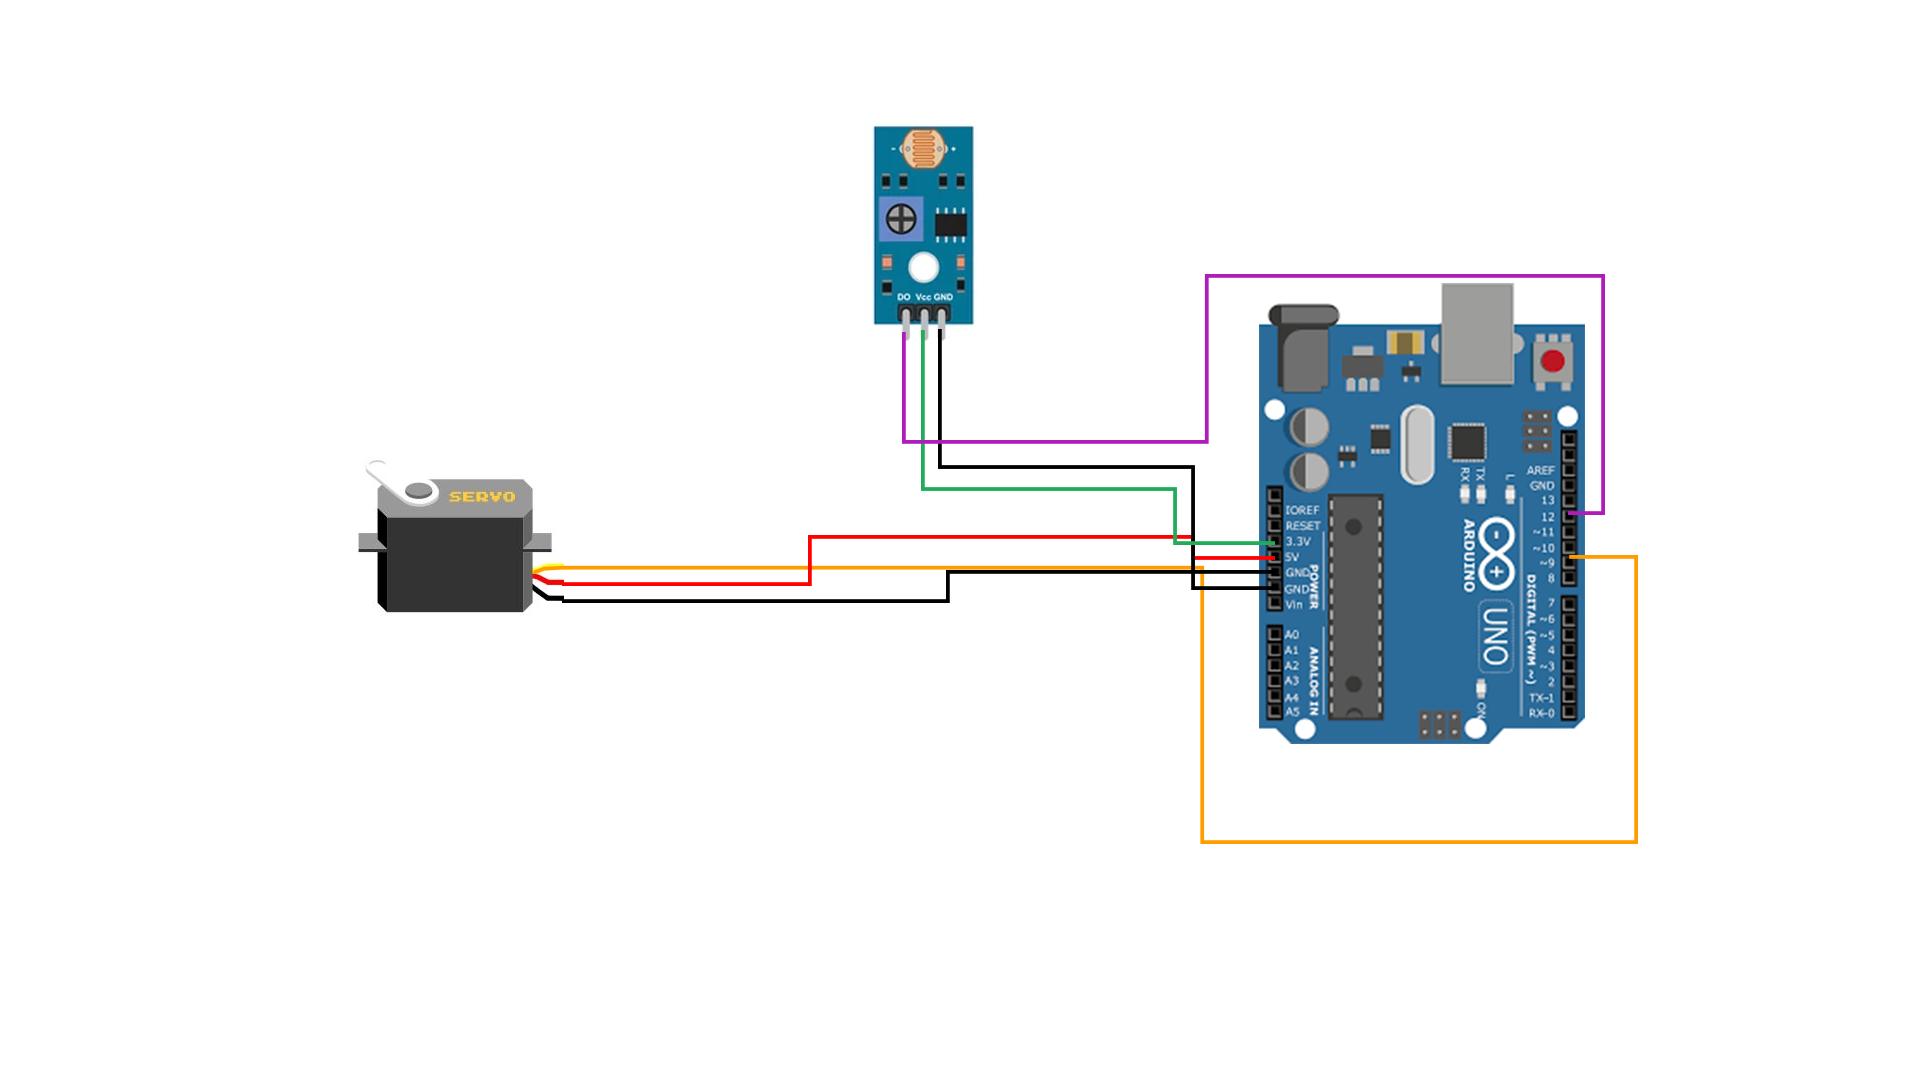 DO Vcc GND
SERVO
IOREF
RESET
3.3V
5V
GND
GND
Vin
POWER
A0
A1
A2
A3
A4
A5
ANALOG IN
RX
TX
L
ARDUINO
UNO
ON
AREF
GND
13
12
~11
~10
~9
8
7
~6
~5
4
~3
2
TX→1
RX←0
DIGITAL (PWM ~)